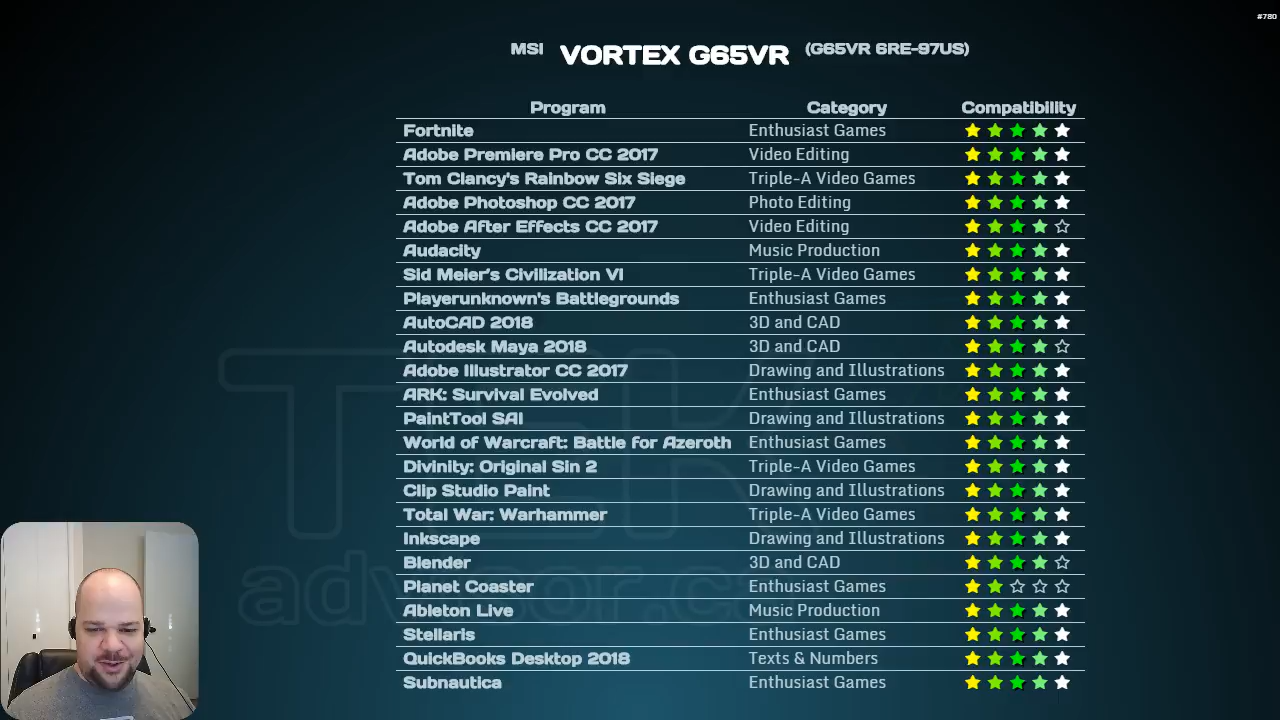 #780
MSI VORTEX G65VR (G65VR 6RE-97US)
Program Category Compatibility
Fortnite Enthusiast Games
Adobe Premiere Pro CC 2017 Video Editing
Tom Clancy's Rainbow Six Siege Triple-A Video Games
Adobe Photoshop CC 2017 Photo Editing
Adobe After Effects CC 2017 Video Editing
Audacity Music Production
Sid Meier's Civilization VI Triple-A Video Games
Playerunknown's Battlegrounds Enthusiast Games
AutoCAD 2018 3D and CAD
Autodesk Maya 2018 3D and CAD
Adobe Illustrator CC 2017 Drawing and Illustrations
ARK: Survival Evolved Enthusiast Games
PaintTool SAI Drawing and Illustrations
World of Warcraft: Battle for Azeroth Enthusiast Games
Divinity: Original Sin 2 Triple-A Video Games
Clip Studio Paint Drawing and Illustrations
Total War: Warhammer Triple-A Video Games
Inkscape Drawing and Illustrations
Blender 3D and CAD
Planet Coaster Enthusiast Games
Ableton Live Music Production
Stellaris Enthusiast Games
QuickBooks Desktop 2018 Texts & Numbers
Subnautica Enthusiast Games